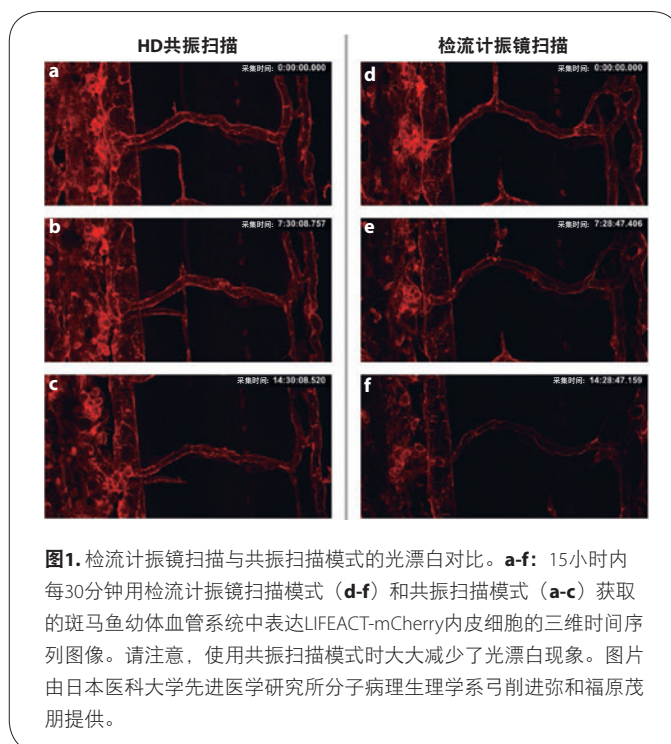 HD共振扫描
检流计振镜扫描
a
采集时间: 0:00:00.000
d
采集时间: 0:00:00.000
b
采集时间: 7:30:08.757
e
采集时间: 7:28:47.406
c
采集时间: 14:30:08.520
f
采集时间: 14:28:47.159
图1. 检流计振镜扫描与共振扫描模式的光漂白对比。a-f：15小时内
每30分钟用检流计振镜扫描模式（d-f）和共振扫描模式（a-c）获取
的斑马鱼幼体血管系统中表达LIFEACT-mCherry内皮细胞的三维时间序
列图像。请注意，使用共振扫描模式时大大减少了光漂白现象。图片
由日本医科大学先进医学研究所分子病理生理学系弓削进弥和福原茂
朋提供。